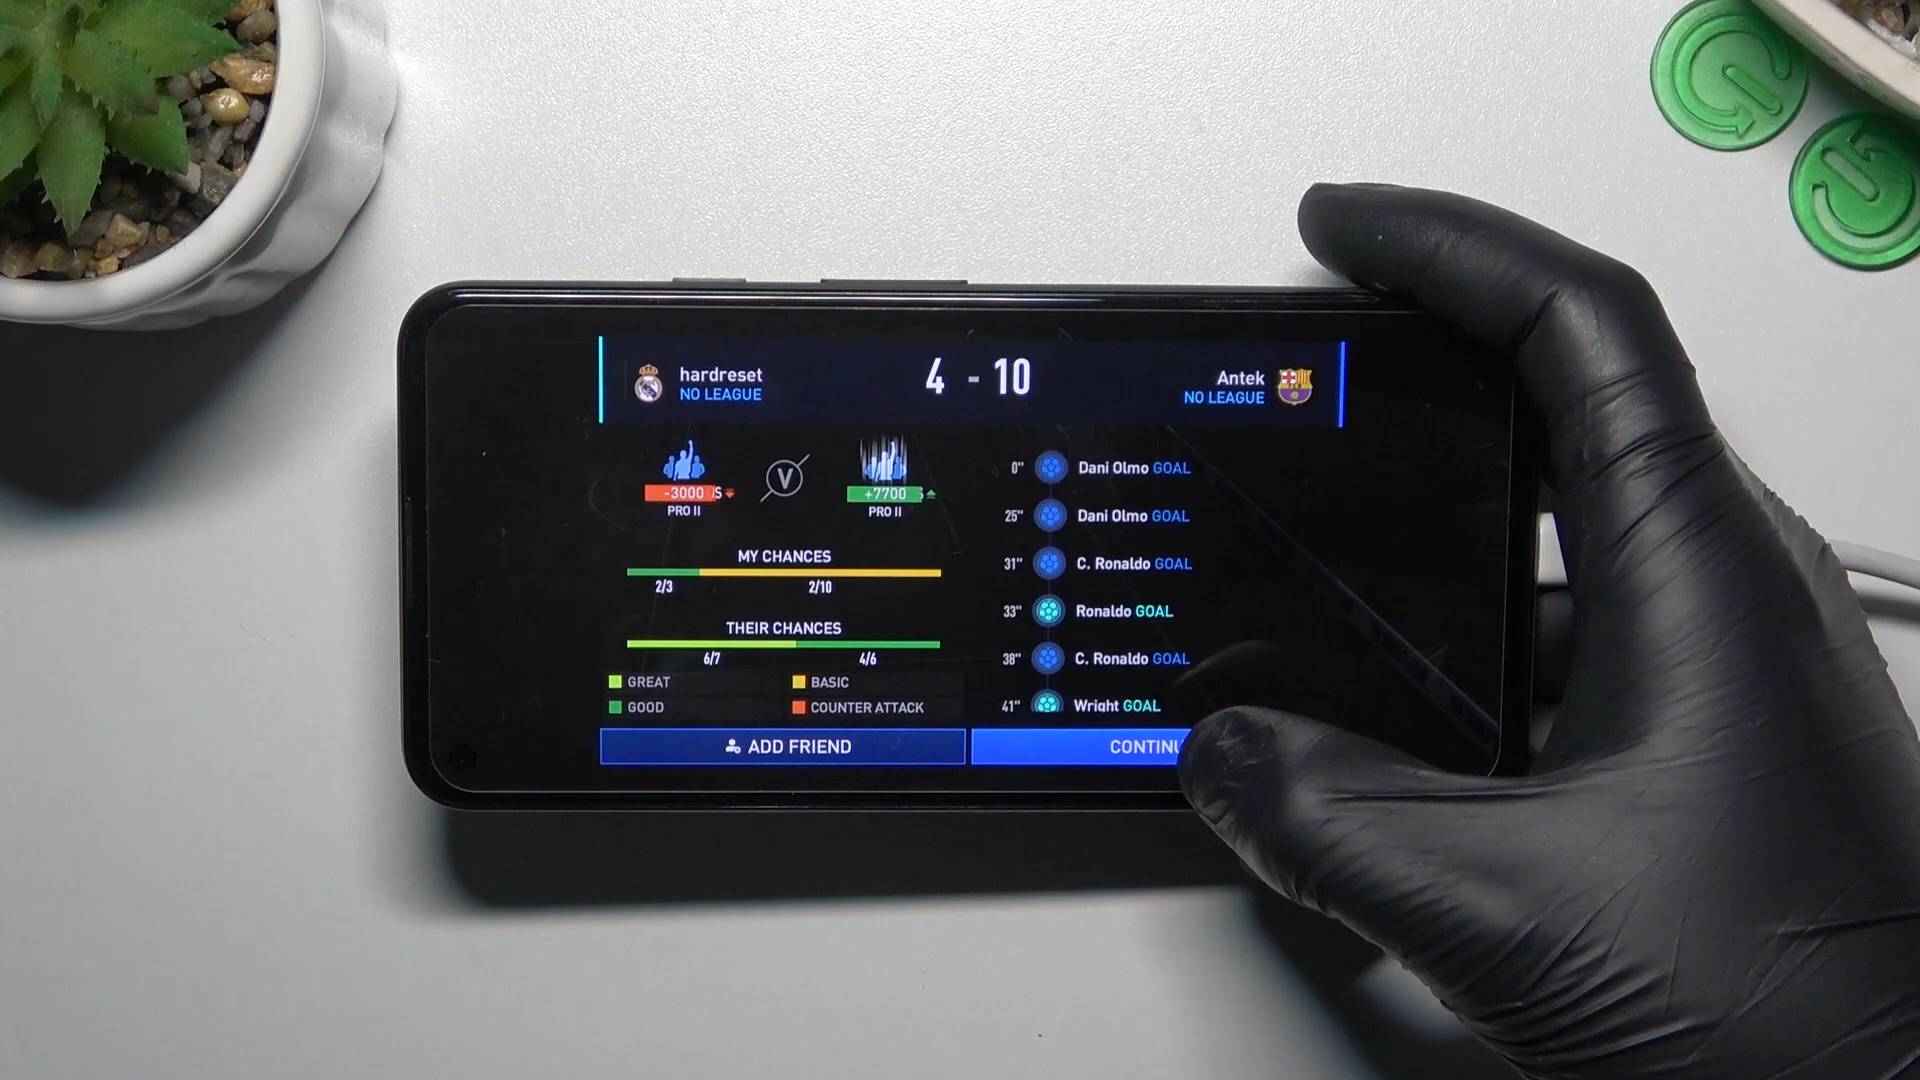 hardreset
NO LEAGUE
4 - 10
Antek
NO LEAGUE
-3000
PRO II
V
+7700
PRO II
MY CHANCES
2/3 2/10
THEIR CHANCES
6/7 4/6
GREAT
BASIC
GOOD
COUNTER ATTACK
0" Dani Olmo GOAL
25" Dani Olmo GOAL
31" C. Ronaldo GOAL
33" Ronaldo GOAL
38" C. Ronaldo GOAL
41" Wright GOAL
ADD FRIEND
CONTINU